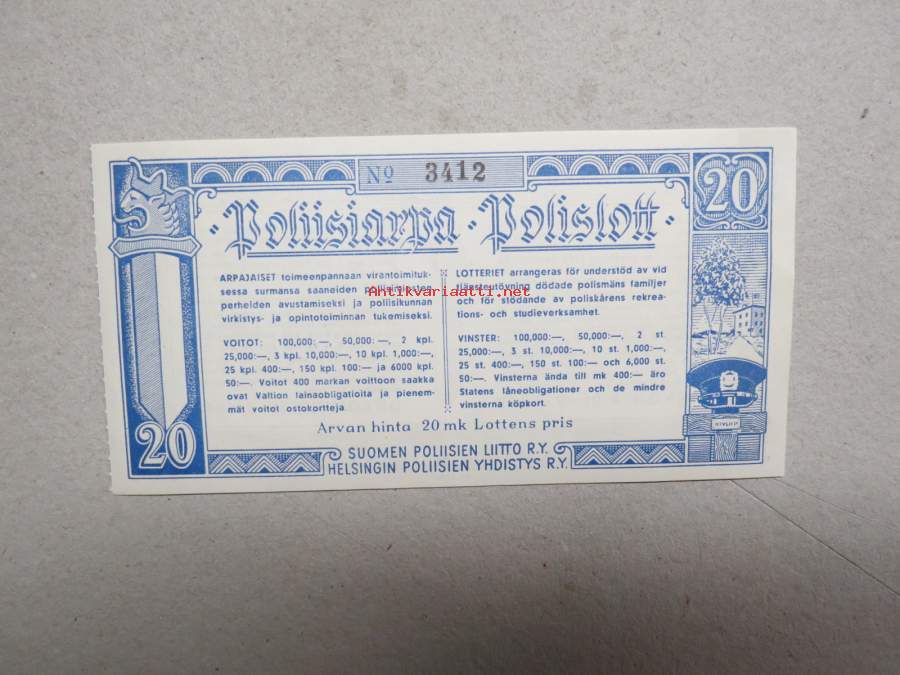 Nº 3412
20
Poliisiarpa · Polislott
ARPAJAISET toimeenpannaan virantoimituk-
sessa surmansa saaneiden poliisimiesten
perheiden avustamiseksi ja poliisikunnan
virkistys- ja opintotoiminnan tukemiseksi.
VOITOT: 100,000:—, 50,000:—, 2 kpl.
25,000:—, 3 kpl. 10,000:—, 10 kpl. 1,000:—,
25 kpl. 400:—, 150 kpl. 100:— ja 6000 kpl.
50:—. Voitot 400 markan voittoon saakka
ovat Valtion lainaobligatioita ja pienem-
mät voitot ostokortteja.
LOTTERIET arrangeras för understöd av vid
tjänsteutövning dödade polismäns familjer
och för stödande av poliskårens rekrea-
tions- och studieverksamhet.
VINSTER: 100,000:—, 50,000:—, 2 st
25,000:—, 3 st. 10,000:—, 10 st. 1,000:—,
25 st. 400:—, 150 st. 100:— och 6,000 st.
50:—. Vinsterna ända till mk 400:— äro
Statens låneobligationer och de mindre
vinsterna köpkort.
Antikvariaatti.net
Arvan hinta 20 mk Lottens pris
20
SUOMEN POLIISIEN LIITTO R.Y.
HELSINGIN POLIISIEN YHDISTYS R.Y.